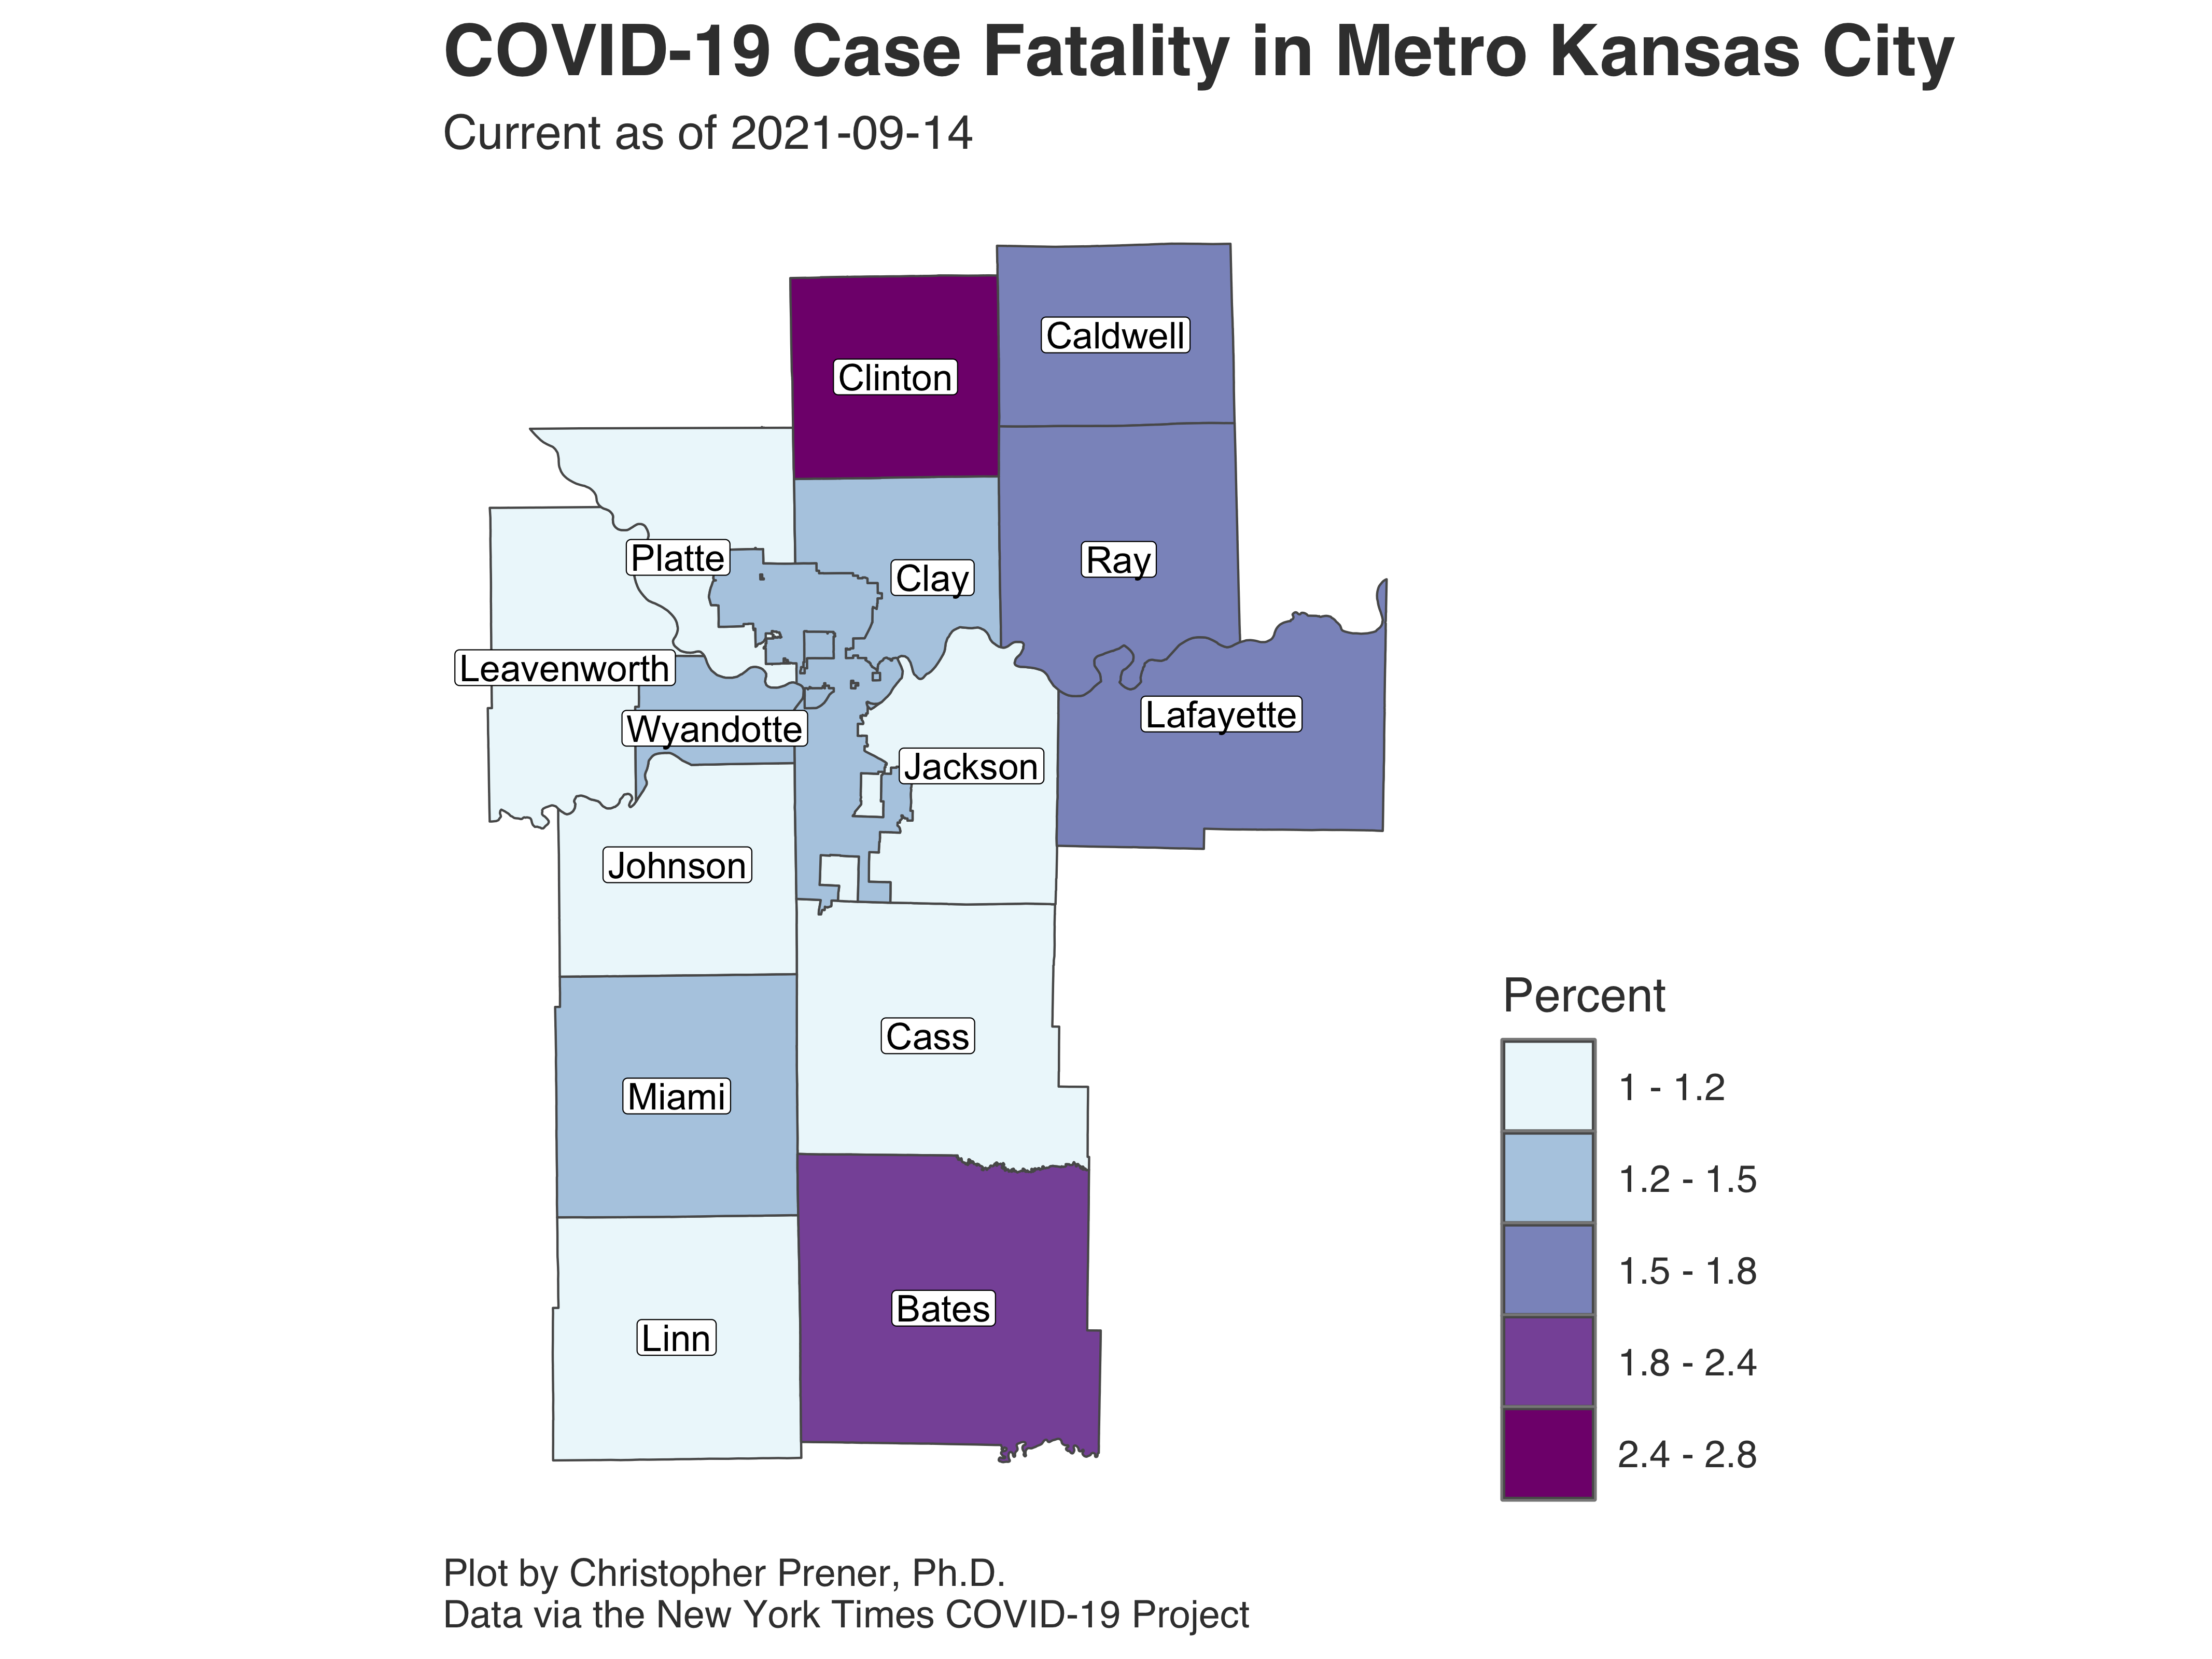 COVID-19 Case Fatality in Metro Kansas City
Current as of 2021-09-14
Caldwell
Clinton
Platte
Clay
Ray
Leavenworth
Wyandotte
Lafayette
Jackson
Johnson
Cass
Miami
Bates
Linn
Percent
1 - 1.2
1.2 - 1.5
1.5 - 1.8
1.8 - 2.4
2.4 - 2.8
Plot by Christopher Prener, Ph.D.
Data via the New York Times COVID-19 Project